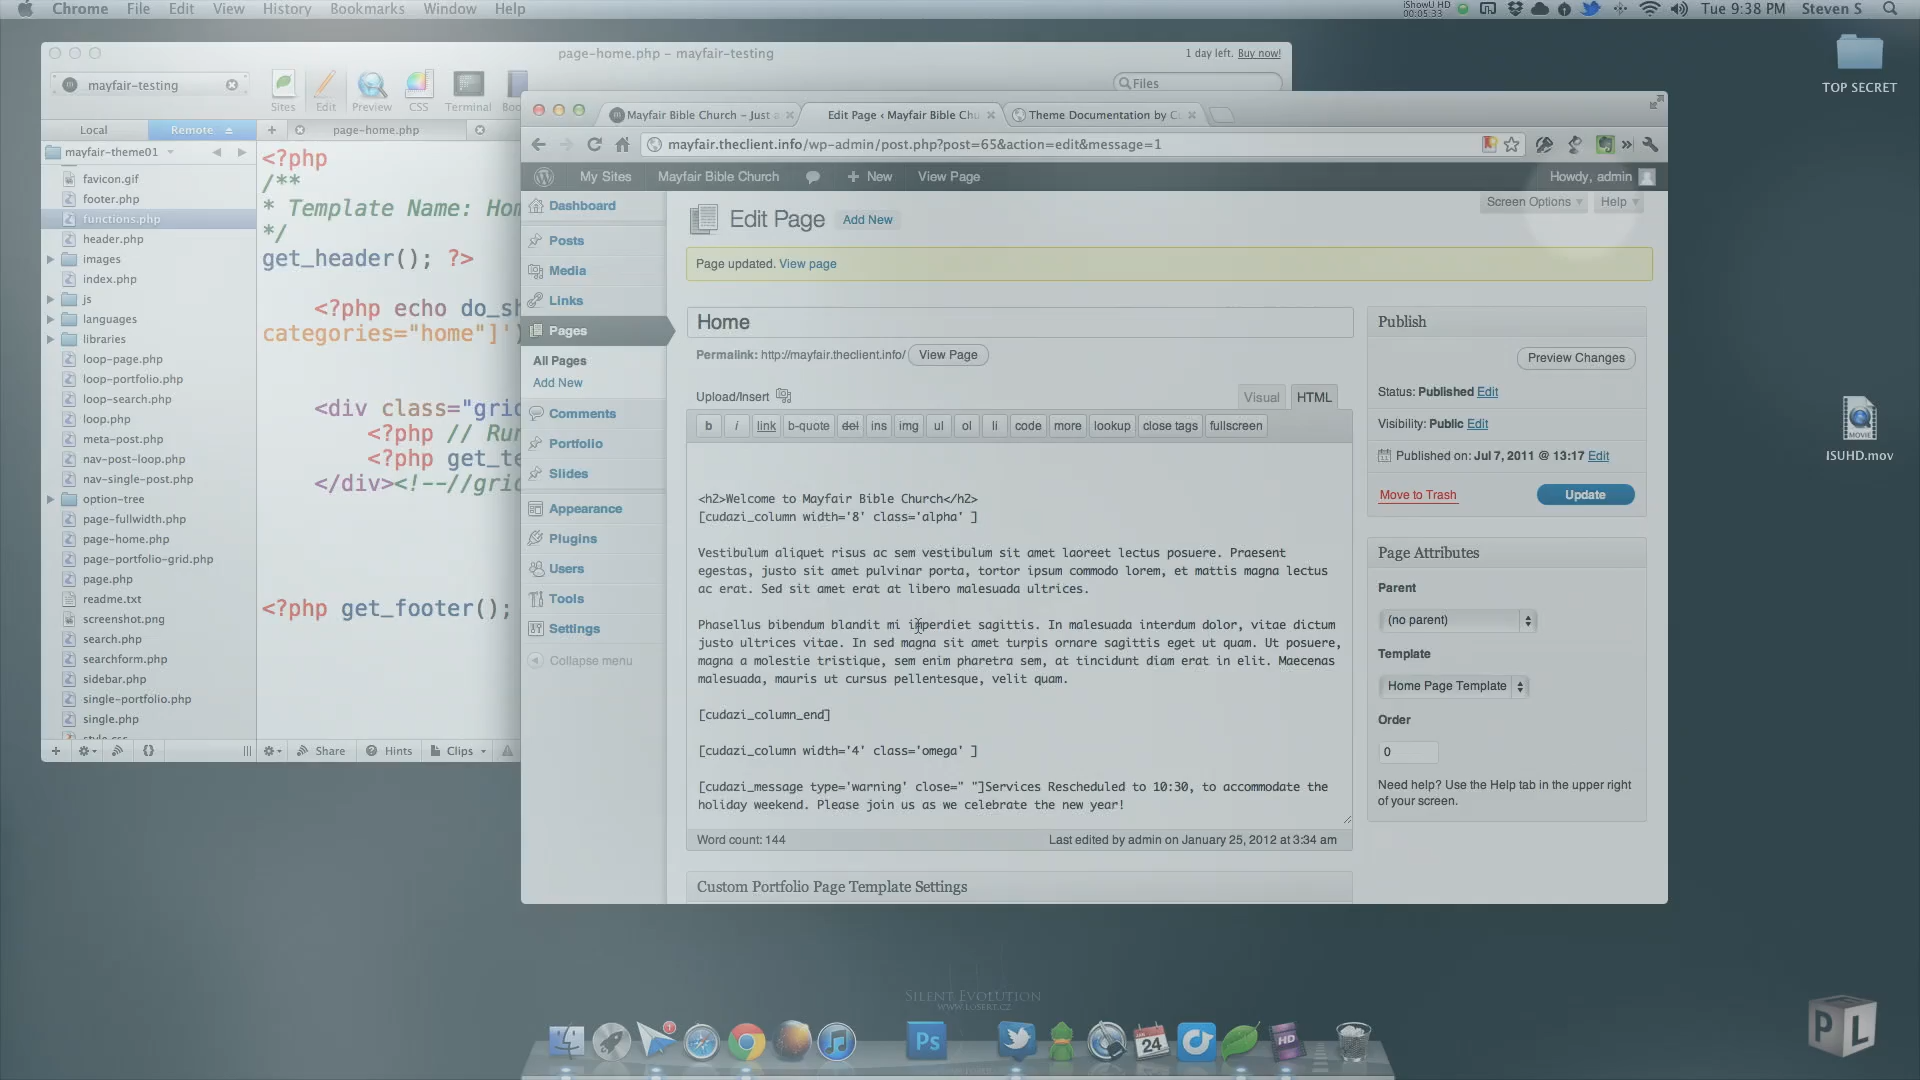 Chrome File Edit View History Bookmarks Window Help
iShowU HD
00:05:33
Tue 9:38 PM Steven S
page-home.php – mayfair-testing
1 day left. Buy now!
mayfair-testing
Sites Edit Preview CSS Terminal
Files
Local Remote
page-home.php
mayfair-theme01
favicon.gif
footer.php
functions.php
header.php
images
index.php
js
languages
libraries
loop-page.php
loop-portfolio.php
loop-search.php
loop.php
meta-post.php
nav-post-loop.php
nav-single-post.php
option-tree
page-fullwidth.php
page-home.php
page-portfolio-grid.php
page.php
readme.txt
screenshot.png
search.php
searchform.php
sidebar.php
single-portfolio.php
single.php
style.css
<?php
/**
* Template Name: Hom
*/
get_header(); ?>
<?php echo do_sh
categories="home"]')
<div class="grid
<?php // Run
<?php get_te
</div><!--//grid
<?php get_footer();
Share Hints Clips
Mayfair Bible Church – Just a
Edit Page ‹ Mayfair Bible Chu
Theme Documentation by Cu
mayfair.theclient.info/wp-admin/post.php?post=65&action=edit&message=1
My Sites Mayfair Bible Church + New View Page
Howdy, admin
Dashboard
Posts
Media
Links
Pages
All Pages
Add New
Comments
Portfolio
Slides
Appearance
Plugins
Users
Tools
Settings
Collapse menu
Screen Options Help
Edit Page Add New
Page updated. View page
Home
Permalink: http://mayfair.theclient.info/ View Page
Upload/Insert
Visual HTML
b i link b-quote del ins img ul ol li code more lookup close tags fullscreen
<h2>Welcome to Mayfair Bible Church</h2>
[cudazi_column width='8' class='alpha' ]
Vestibulum aliquet risus ac sem vestibulum sit amet laoreet lectus posuere. Praesent
egestas, justo sit amet pulvinar porta, tortor ipsum commodo lorem, et mattis magna lectus
ac erat. Sed sit amet erat at libero malesuada ultrices.
Phasellus bibendum blandit mi imperdiet sagittis. In malesuada interdum dolor, vitae dictum
justo ultrices vitae. In sed magna sit amet turpis ornare sagittis eget ut quam. Ut posuere,
magna a molestie tristique, sem enim pharetra sem, at tincidunt diam erat in elit. Maecenas
malesuada, mauris ut cursus pellentesque, velit quam.
[cudazi_column_end]
[cudazi_column width='4' class='omega' ]
[cudazi_message type='warning' close=" "]Services Rescheduled to 10:30, to accommodate the
holiday weekend. Please join us as we celebrate the new year!
Word count: 144
Last edited by admin on January 25, 2012 at 3:34 am
Custom Portfolio Page Template Settings
Publish
Preview Changes
Status: Published Edit
Visibility: Public Edit
Published on: Jul 7, 2011 @ 13:17 Edit
Move to Trash
Update
Page Attributes
Parent
(no parent)
Template
Home Page Template
Order
0
Need help? Use the Help tab in the upper right
of your screen.
TOP SECRET
MOVIE
ISUHD.mov
SILENT EVOLUTION
WWW.LOSERT.CZ
1
Ps
JAN
24
HD
PL